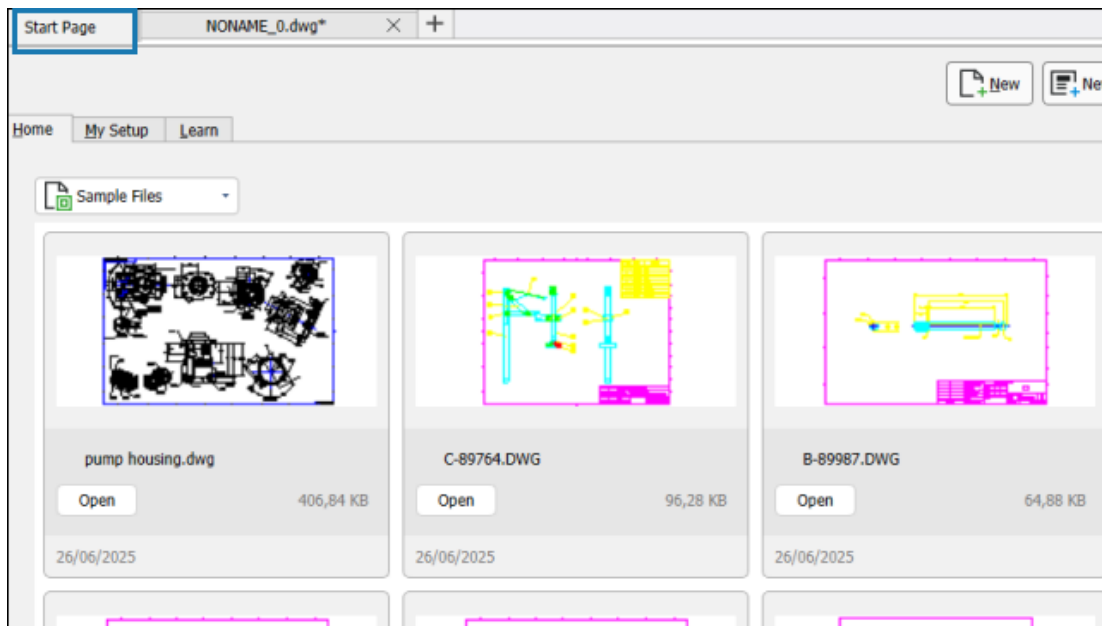 Start Page
NONAME_0.dwg*
New
Ne
Home
My Setup
Learn
Sample Files
pump housing.dwg
Open
406,84 KB
26/06/2025
C-89764.DWG
Open
96,28 KB
26/06/2025
B-89987.DWG
Open
64,88 KB
26/06/2025